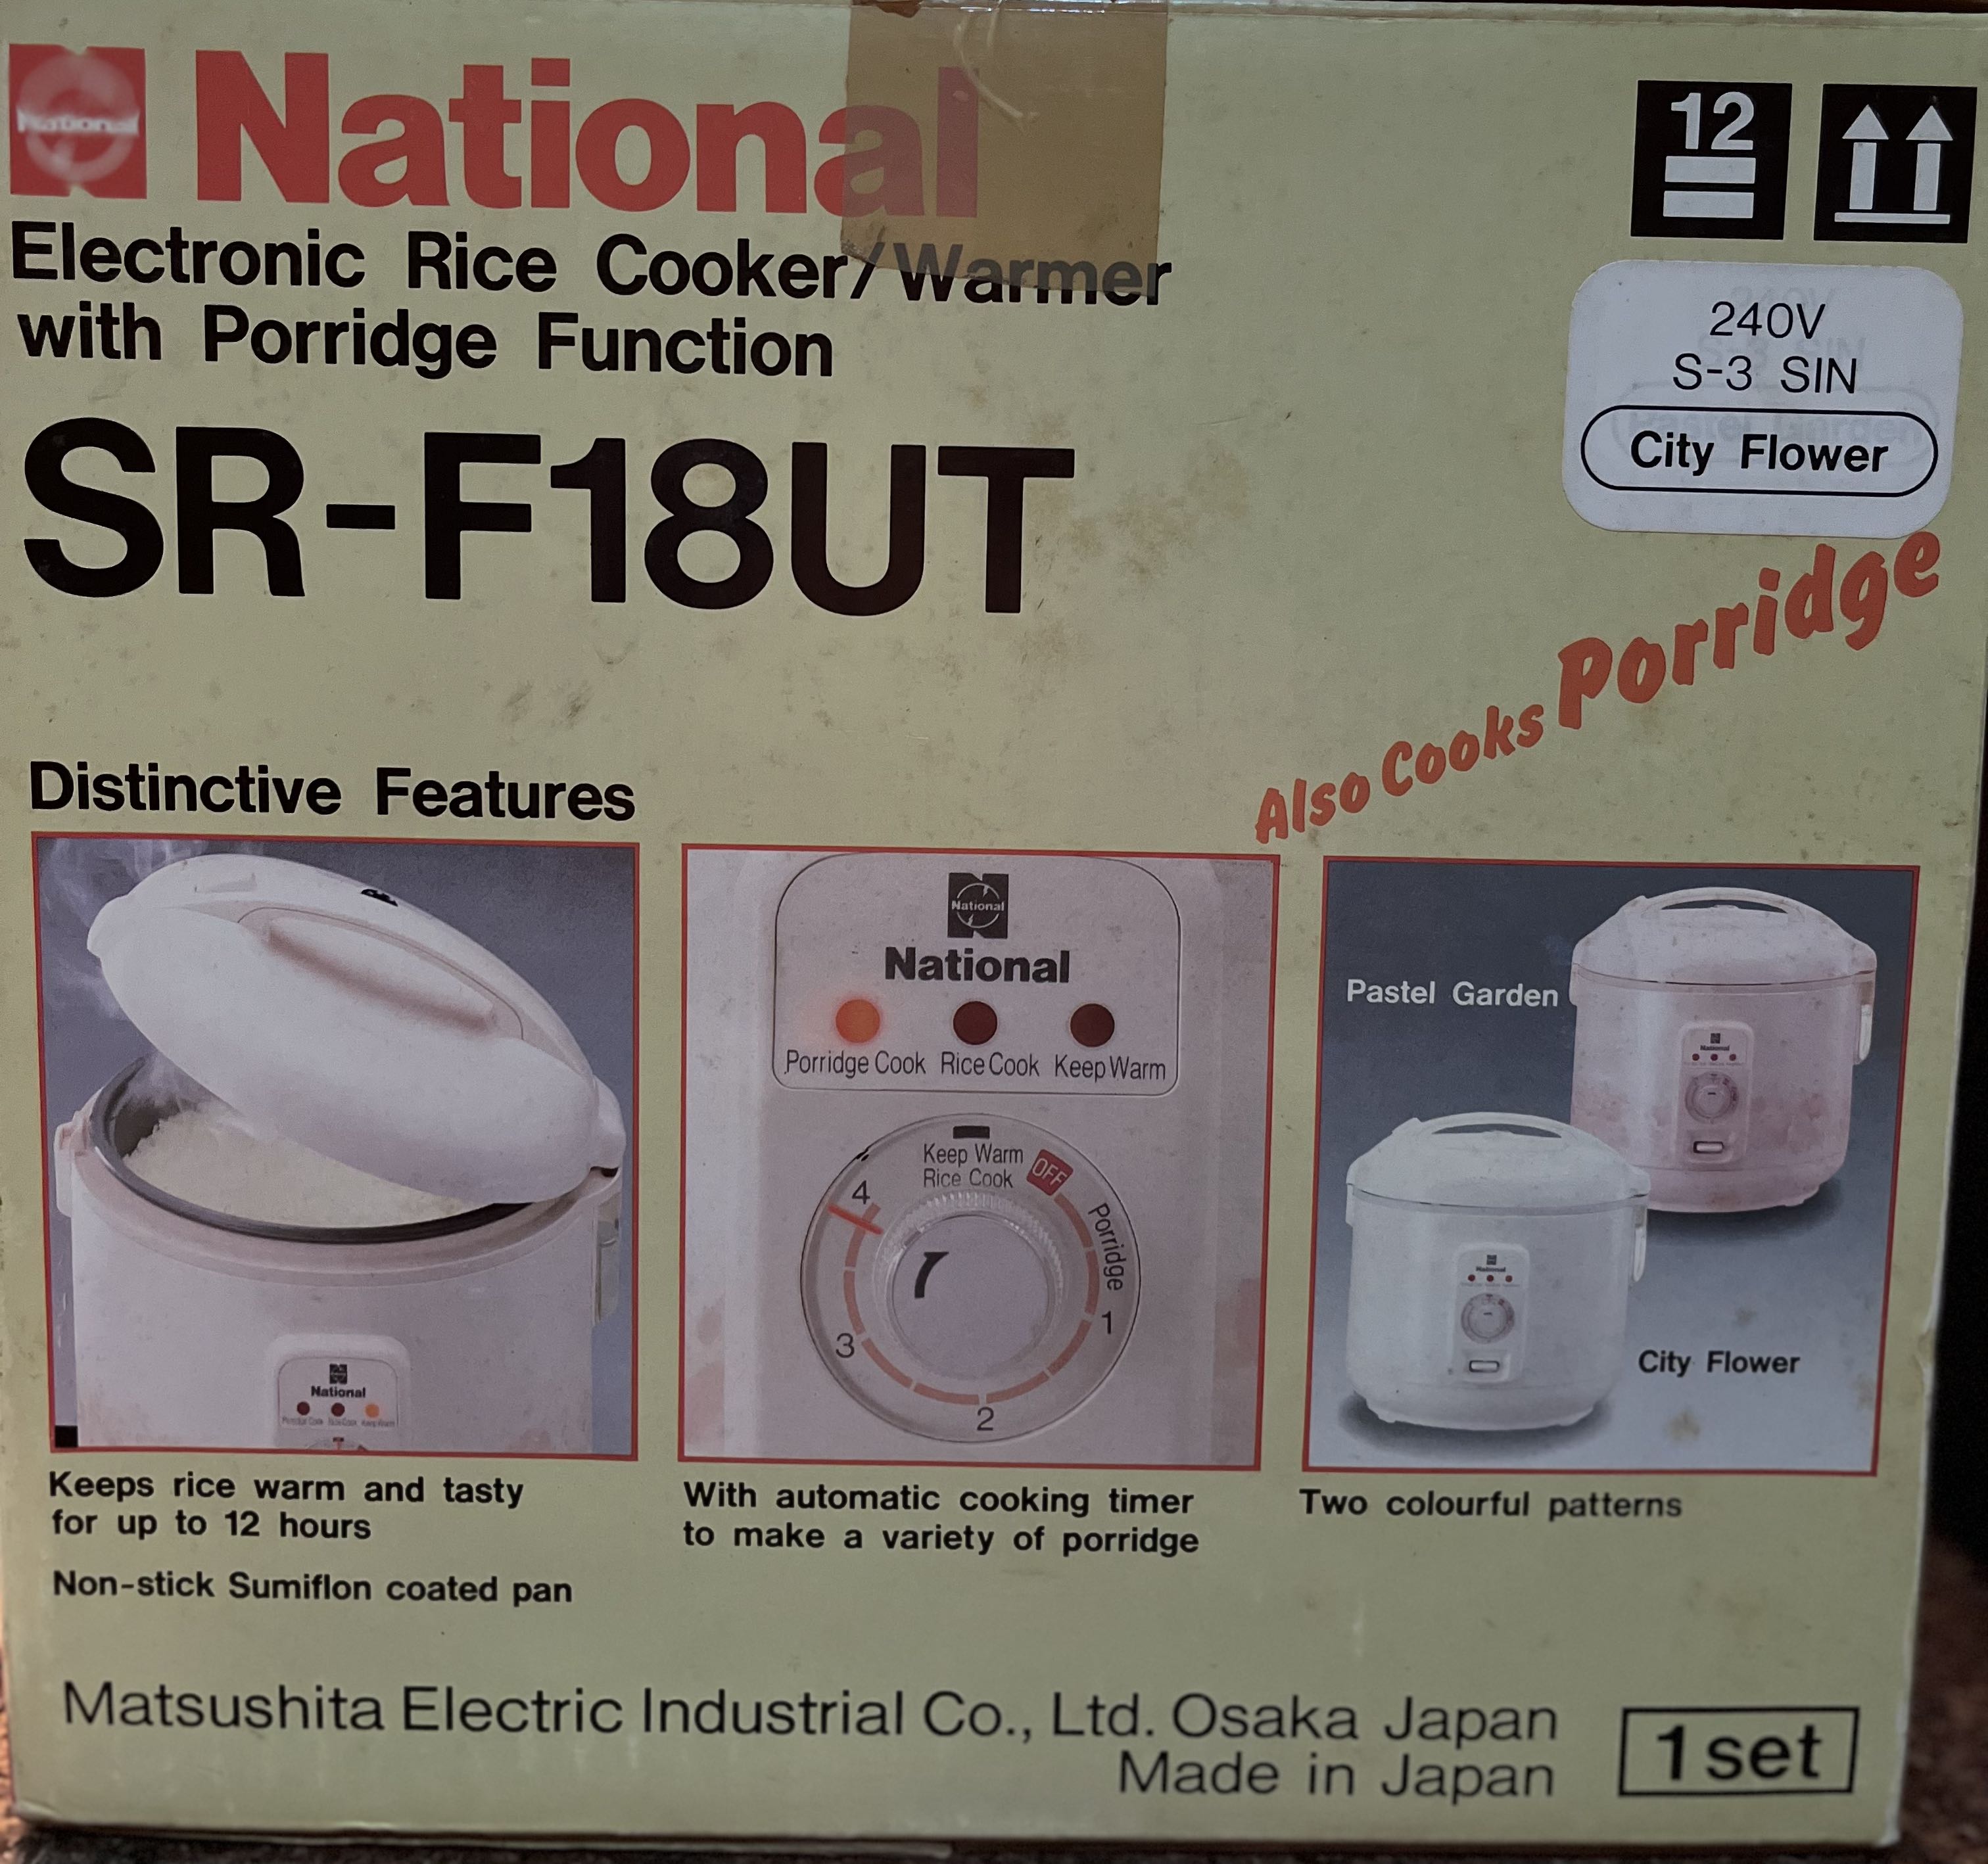 National
National
Electronic Rice Cooker/Warmer
with Porridge Function
SR-F18UT
12
240V
S-3 SIN
City Flower
Also Cooks Porridge
Distinctive Features
National
National
Porridge Cook Rice Cook Keep Warm
Keep Warm
Rice Cook
OFF
Porridge
1
2
3
4
Pastel Garden
National
National
City Flower
National
Keeps rice warm and tasty
for up to 12 hours
Non-stick Sumiflon coated pan
With automatic cooking timer
to make a variety of porridge
Two colourful patterns
Matsushita Electric Industrial Co., Ltd. Osaka Japan
Made in Japan
1 set